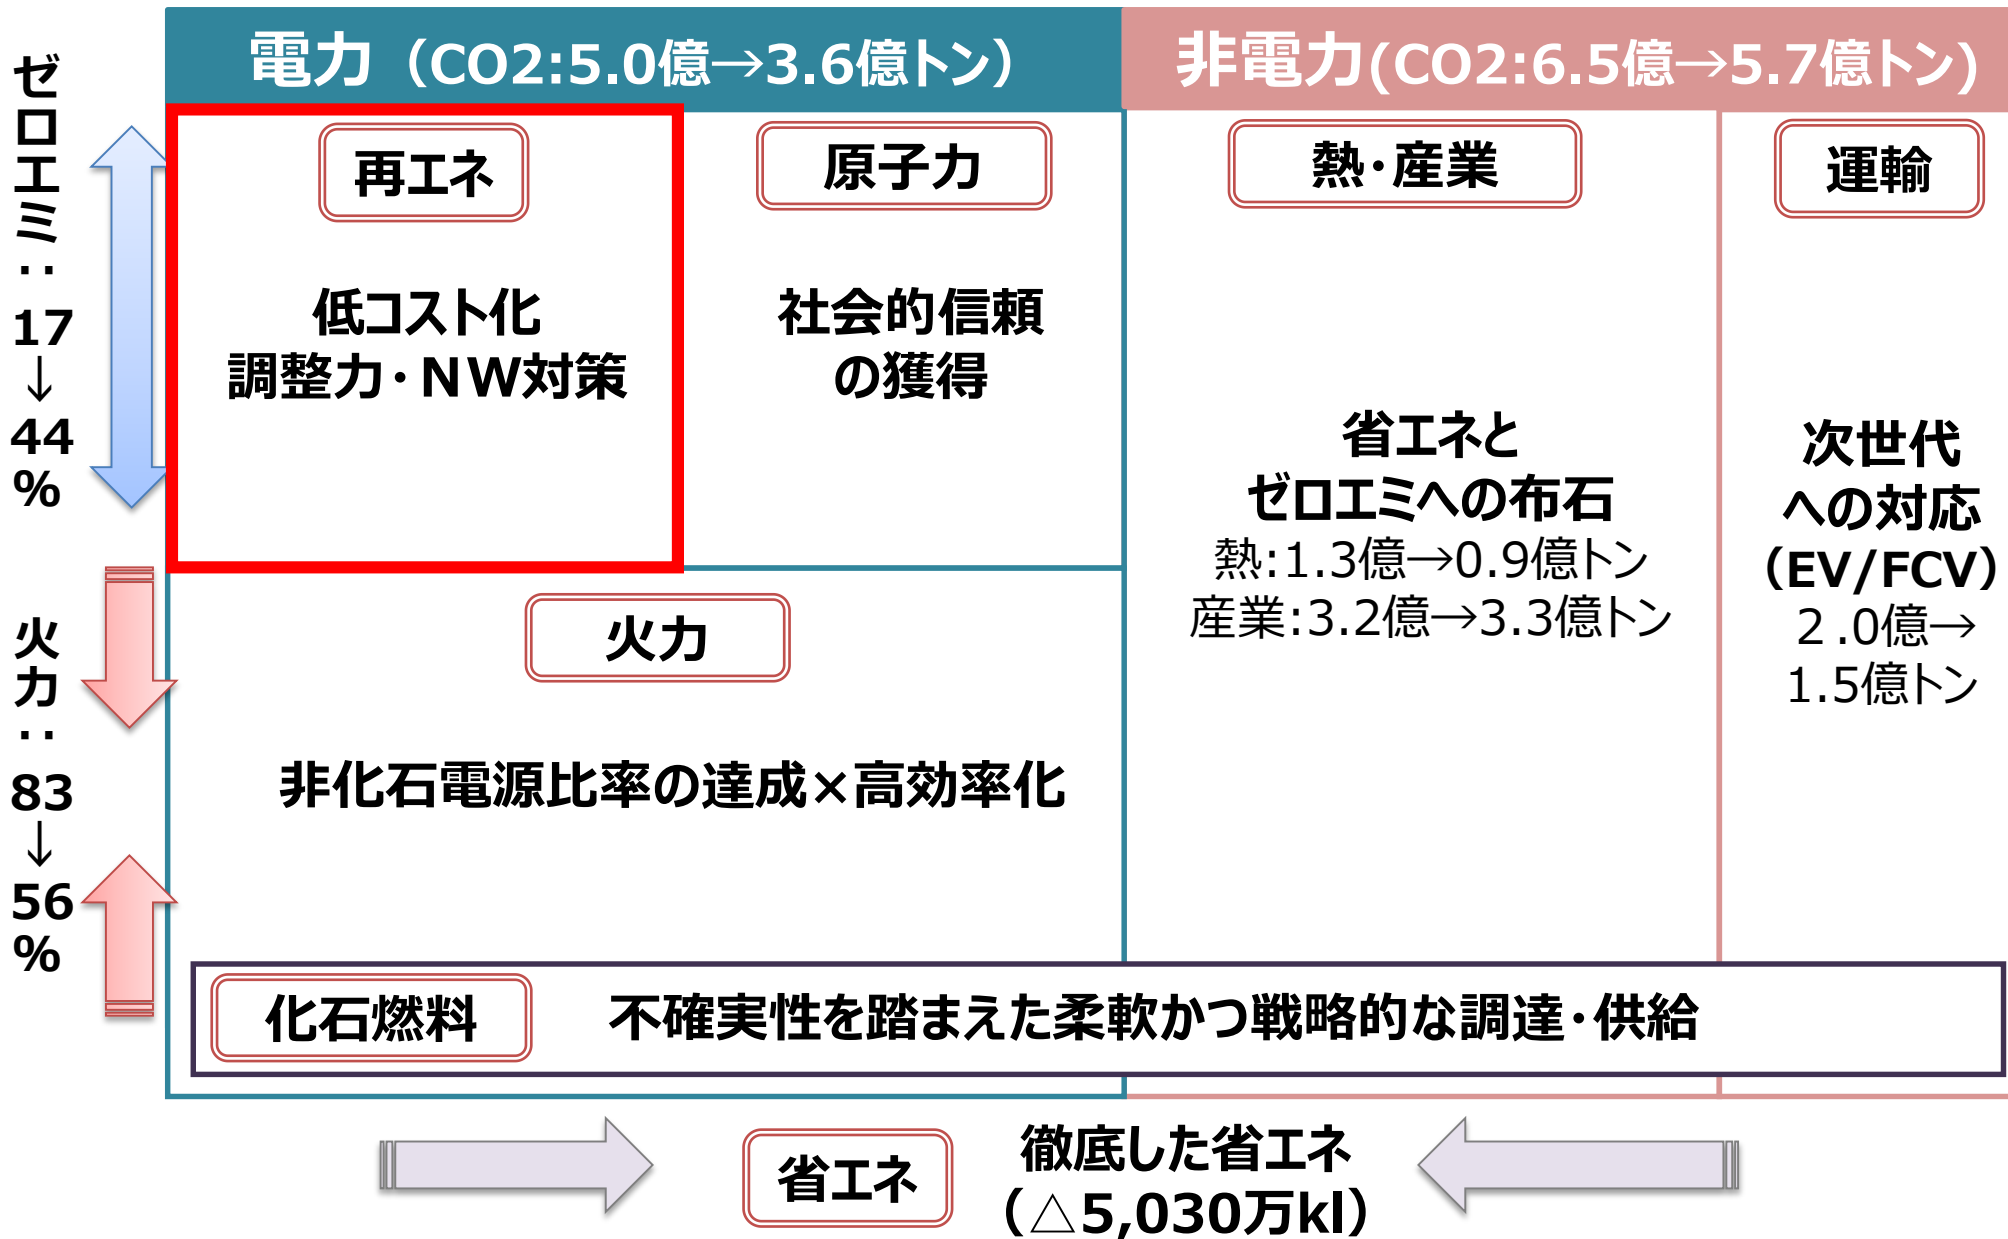 電力（CO2:5.0億→3.6億トン）
非電力(CO2:6.5億→5.7億トン)
ゼロエミ：
17
↓
44
%
火力：
83
↓
56
%
再エネ
低コスト化
調整力・NW対策
原子力
社会的信頼
の獲得
火力
非化石電源比率の達成×高効率化
熱・産業
省エネと
ゼロエミへの布石
熱:1.3億→0.9億トン
産業:3.2億→3.3億トン
運輸
次世代
への対応
（EV/FCV）
２.0億→
1.5億トン
化石燃料
不確実性を踏まえた柔軟かつ戦略的な調達・供給
省エネ
徹底した省エネ
（△5,030万kl）